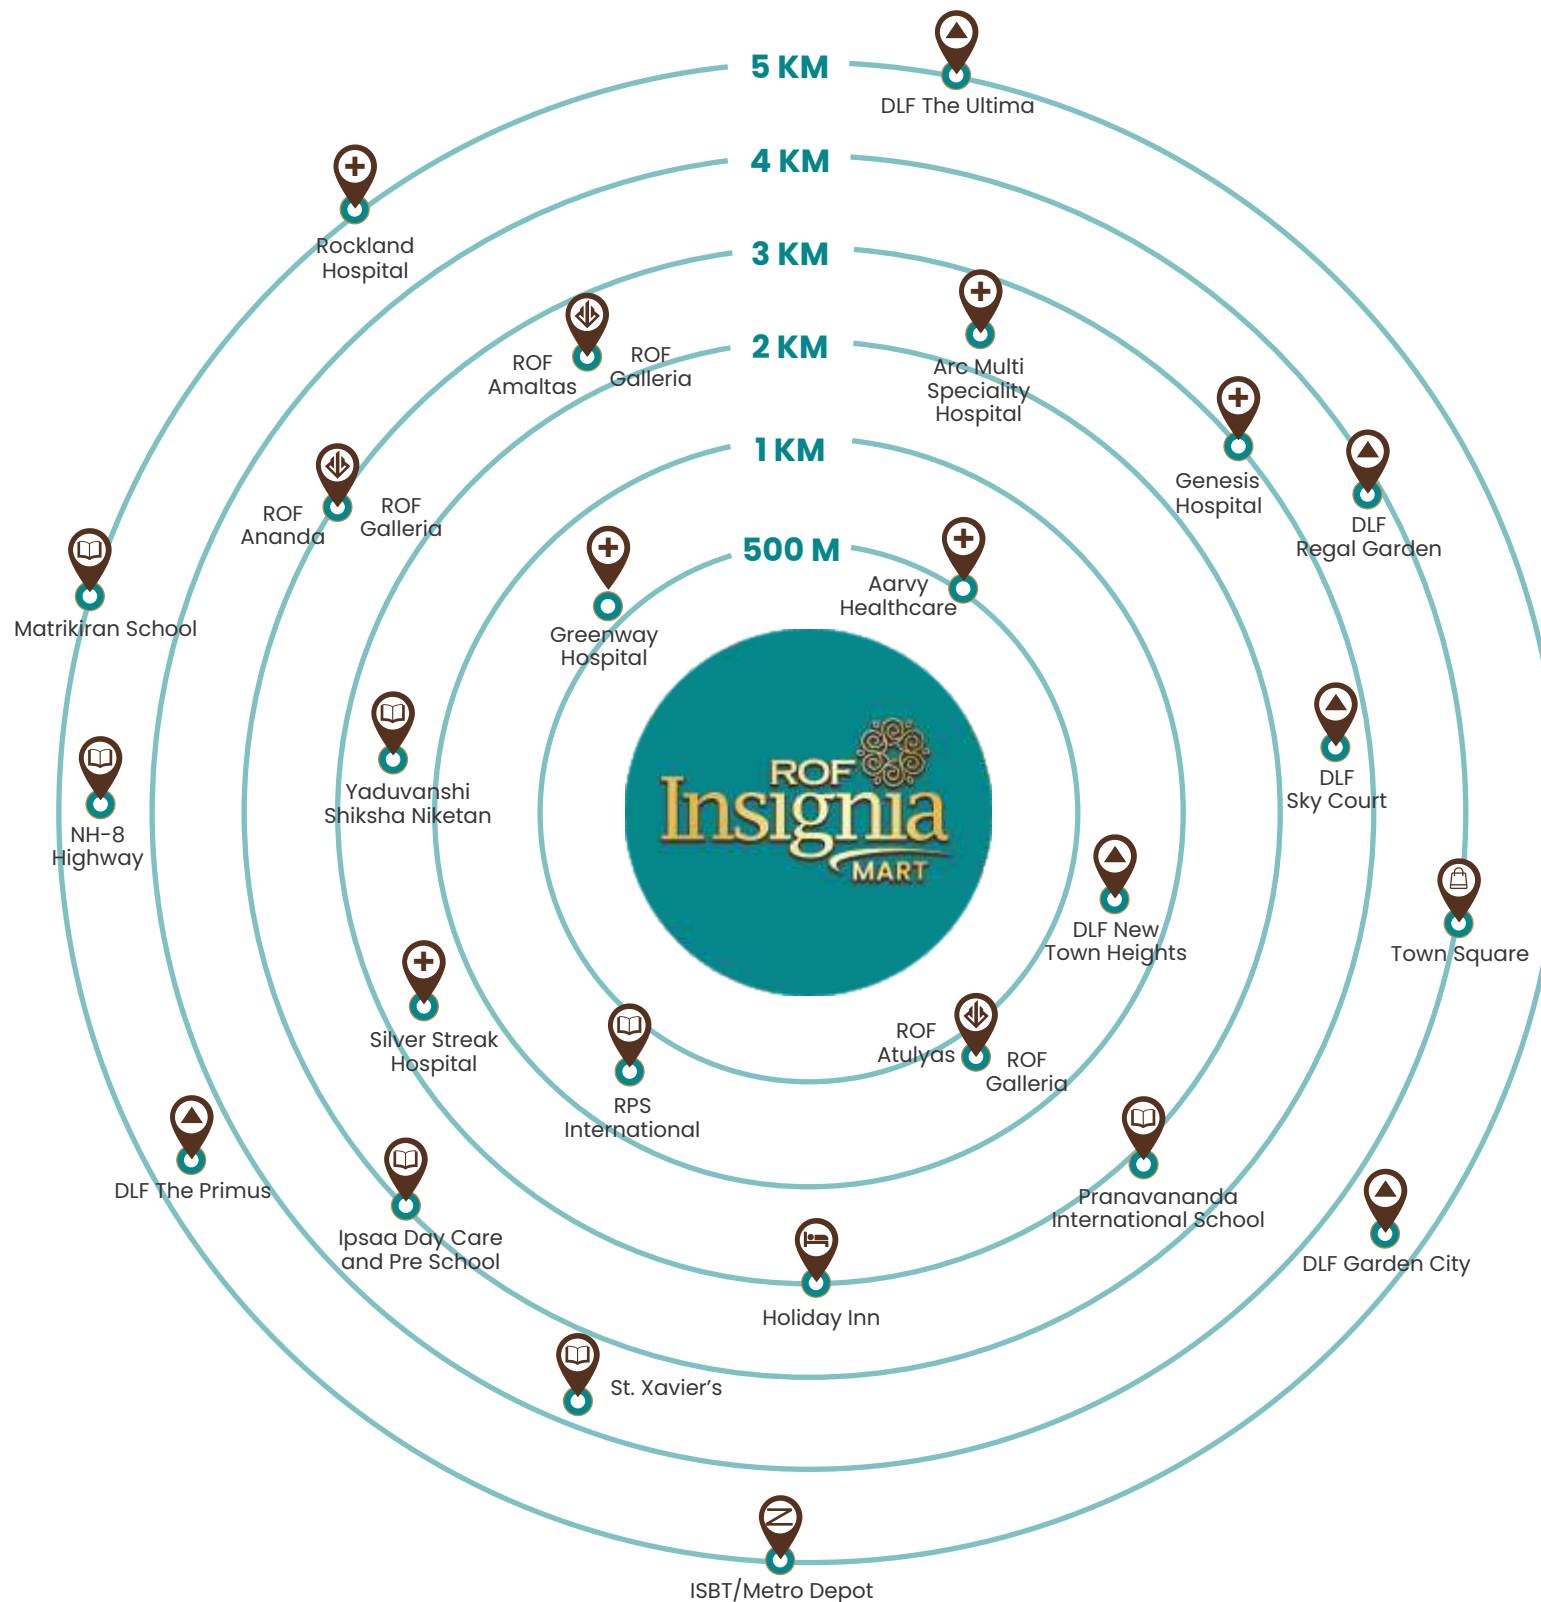 5 KM
DLF The Ultima
4 KM
Rockland
Hospital
3 KM
2 KM
ROF
Amaltas
ROF
Galleria
Arc Multi
Speciality
Hospital
1 KM
Genesis
Hospital
ROF
Ananda
ROF
Galleria
DLF
Regal Garden
500 M
Aarvy
Healthcare
Matrikiran School
Greenway
Hospital
ROF
Insignia
MART
Yaduvanshi
Shiksha Niketan
DLF
Sky Court
NH-8
Highway
DLF New
Town Heights
Town Square
Silver Streak
Hospital
ROF
Atulyas
ROF
Galleria
RPS
International
DLF The Primus
Pranavananda
International School
Ipsaa Day Care
and Pre School
DLF Garden City
Holiday Inn
St. Xavier’s
ISBT/Metro Depot